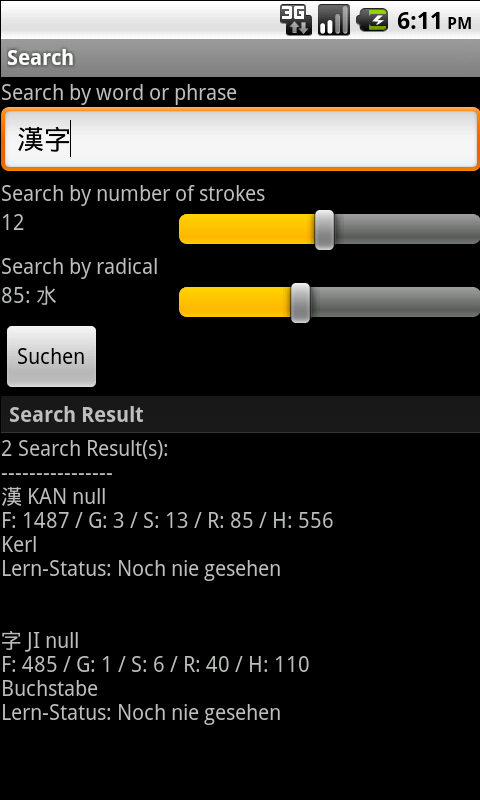 3G 6:11 PM
Search
Search by word or phrase
漢字
Search by number of strokes
12
Search by radical
85: 水
Suchen
Search Result
2 Search Result(s):
----------------
漢 KAN null
F: 1487 / G: 3 / S: 13 / R: 85 / H: 556
Kerl
Lern-Status: Noch nie gesehen
字 JI null
F: 485 / G: 1 / S: 6 / R: 40 / H: 110
Buchstabe
Lern-Status: Noch nie gesehen